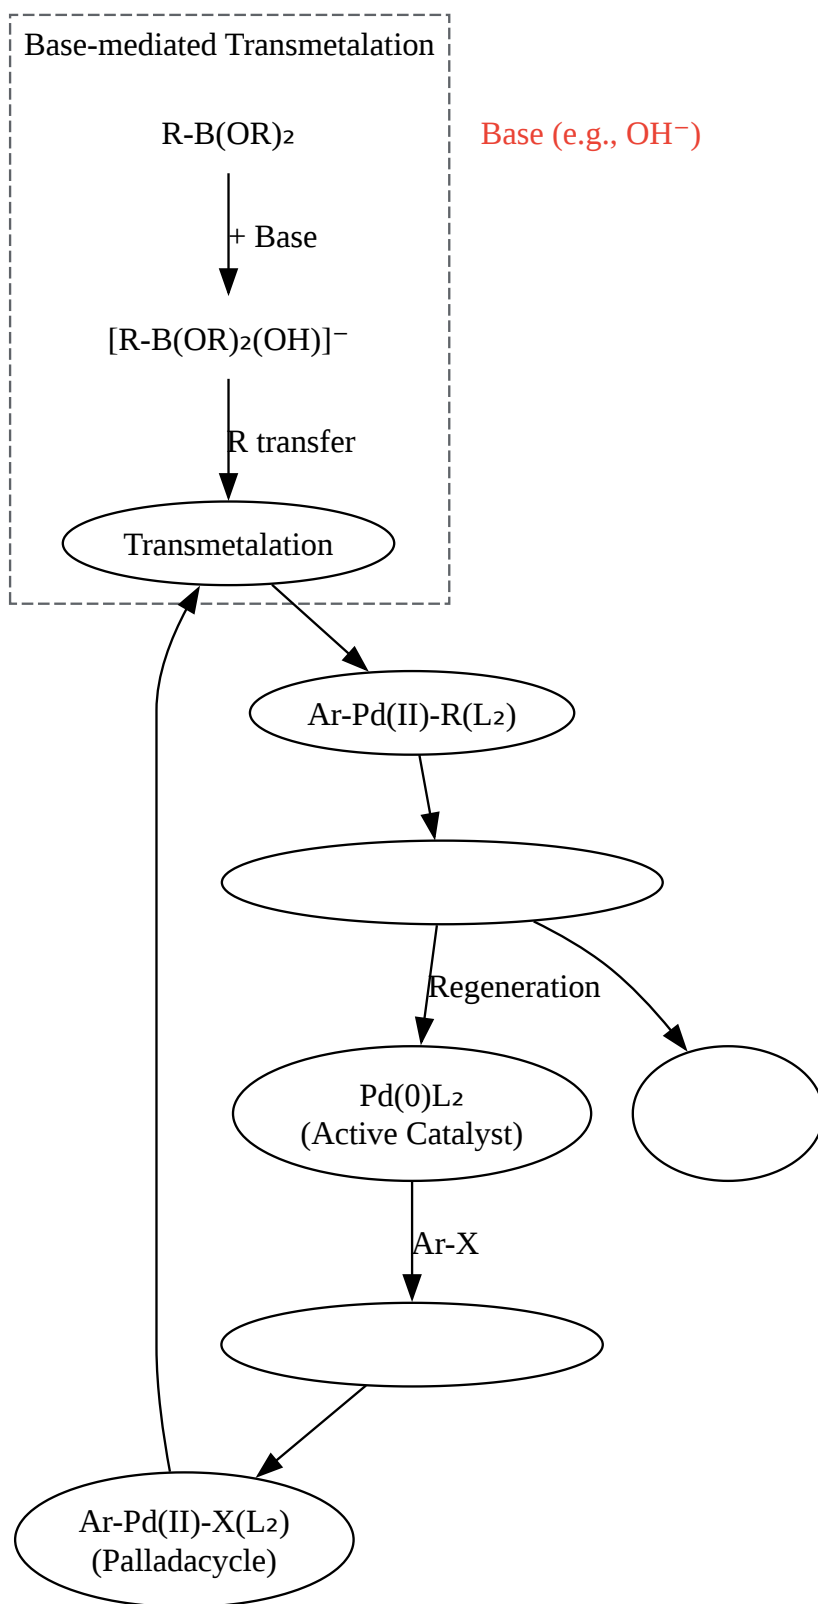 Base-mediated Transmetalation
R-B(OR)₂
Base (e.g., OH⁻)
+ Base
[R-B(OR)₂(OH)]⁻
R transfer
Transmetalation
Ar-Pd(II)-R(L₂)
Regeneration
Pd(0)L₂
(Active Catalyst)
Ar-X
Ar-Pd(II)-X(L₂)
(Palladacycle)